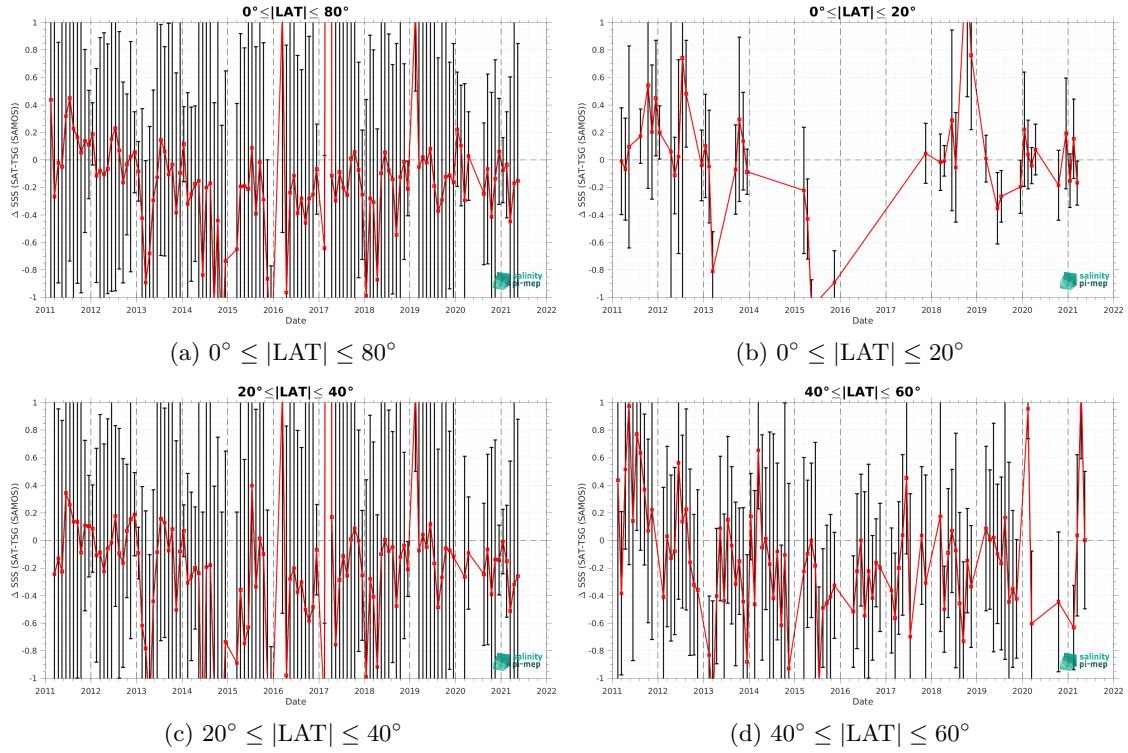 0°≤|LAT|≤ 80°
Δ SSS (SAT-TSG (SAMOS))
1
0.8
0.6
0.4
0.2
0
-0.2
-0.4
-0.6
-0.8
-1
2011 2012 2013 2014 2015 2016 2017 2018 2019 2020 2021 2022
Date
salinity
pi-mep
(a) 0° ≤ |LAT| ≤ 80°
0°≤|LAT|≤ 20°
Δ SSS (SAT-TSG (SAMOS))
1
0.8
0.6
0.4
0.2
0
-0.2
-0.4
-0.6
-0.8
-1
2011 2012 2013 2014 2015 2016 2017 2018 2019 2020 2021 2022
Date
salinity
pi-mep
(b) 0° ≤ |LAT| ≤ 20°
20°≤|LAT|≤ 40°
Δ SSS (SAT-TSG (SAMOS))
1
0.8
0.6
0.4
0.2
0
-0.2
-0.4
-0.6
-0.8
-1
2011 2012 2013 2014 2015 2016 2017 2018 2019 2020 2021 2022
Date
salinity
pi-mep
(c) 20° ≤ |LAT| ≤ 40°
40°≤|LAT|≤ 60°
Δ SSS (SAT-TSG (SAMOS))
1
0.8
0.6
0.4
0.2
0
-0.2
-0.4
-0.6
-0.8
-1
2011 2012 2013 2014 2015 2016 2017 2018 2019 2020 2021 2022
Date
salinity
pi-mep
(d) 40° ≤ |LAT| ≤ 60°